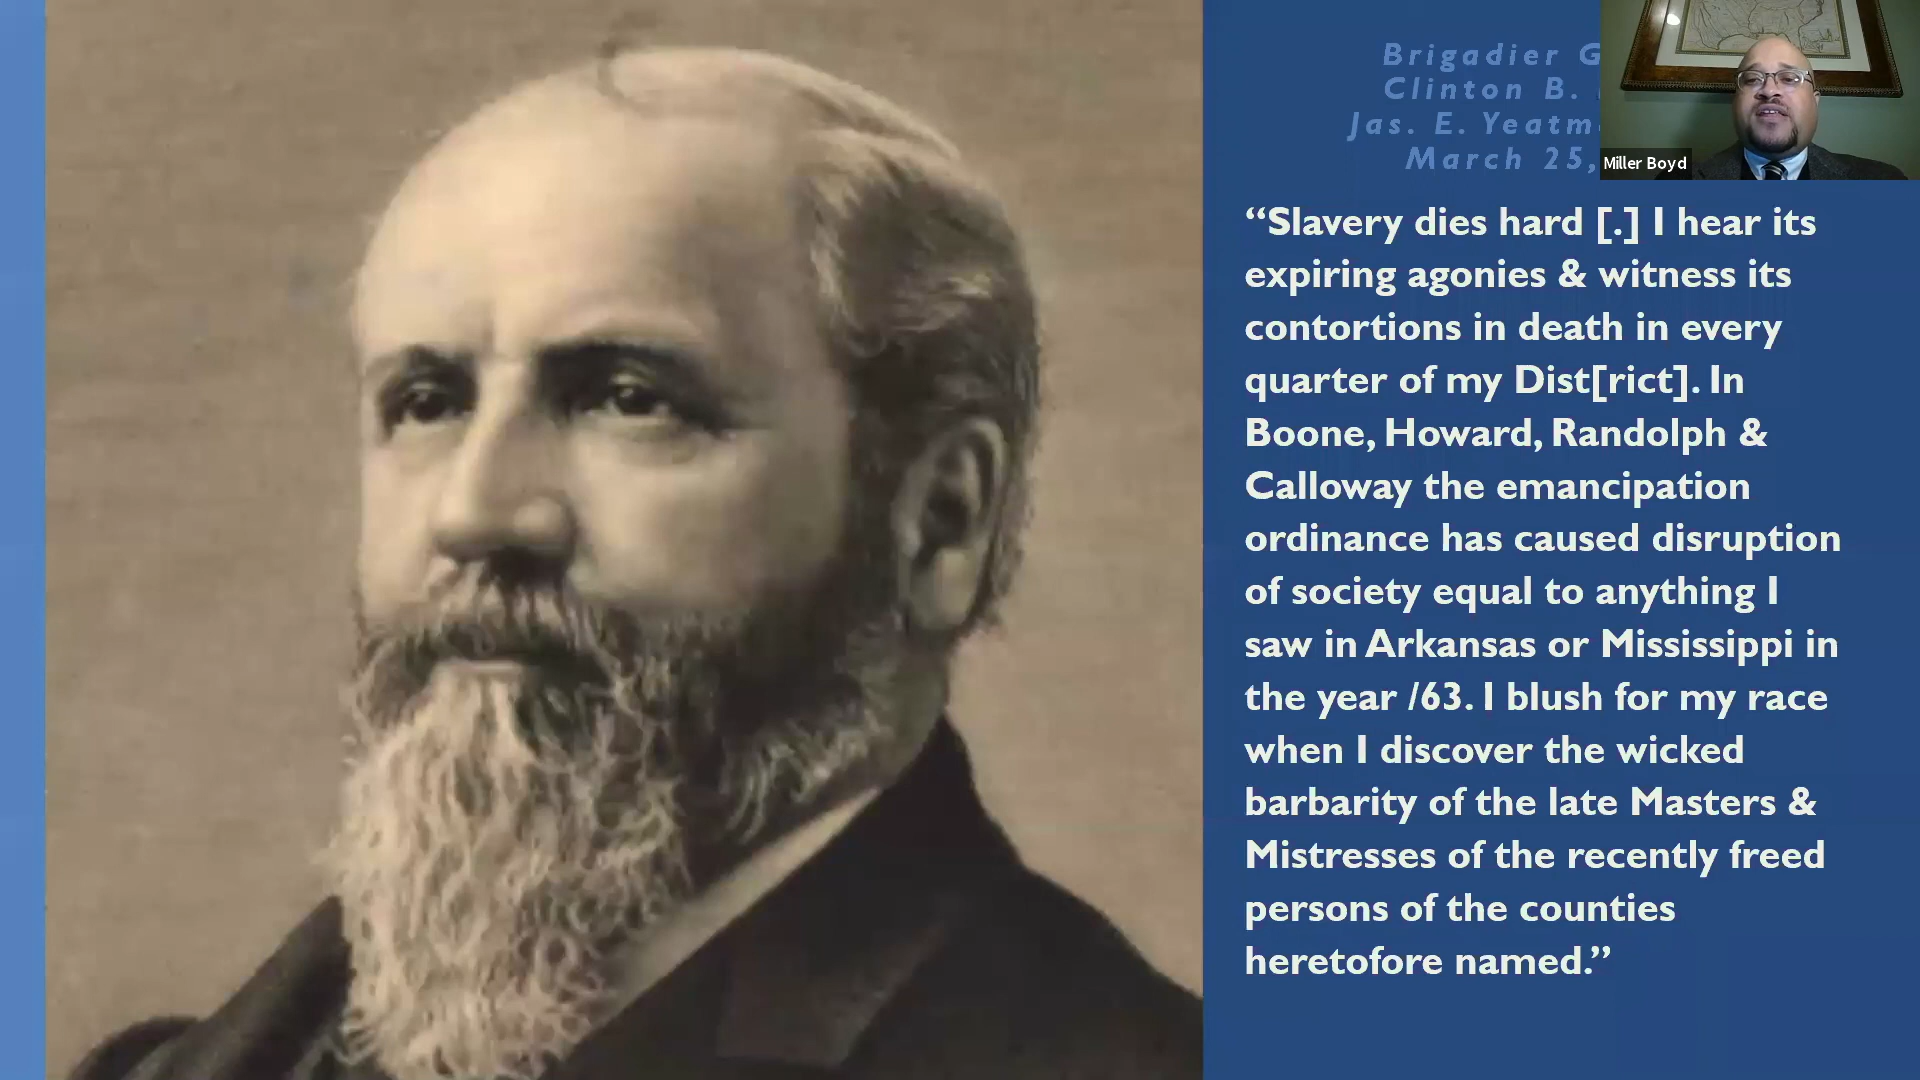 Brigadier
Clinton B.
Jas. E.
March 25,
Miller Boyd
“Slavery dies hard [.] I hear its
expiring agonies & witness its
contortions in death in every
quarter of my Dist[rict]. In
Boone, Howard, Randolph &
Calloway the emancipation
ordinance has caused disruption
of society equal to anything I
saw in Arkansas or Mississippi in
the year /63. I blush for my race
when I discover the wicked
barbarity of the late Masters &
Mistresses of the recently freed
persons of the counties
heretofore named.”